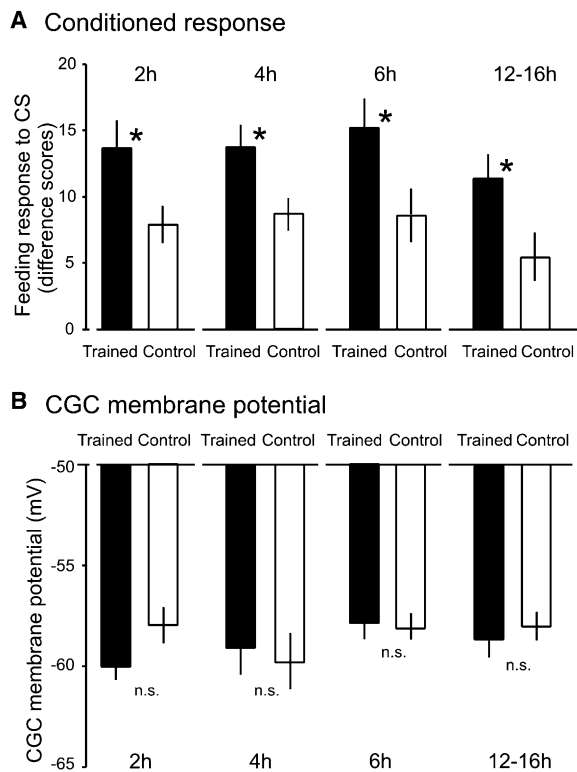 A Conditioned response
20
15
10
5
0
Feeding response to CS
(difference scores)
2h 4h 6h 12-16h
* * * *
Trained Control Trained Control Trained Control Trained Control
B CGC membrane potential
Trained Control Trained Control Trained Control Trained Control
-50
-55
-60
-65
CGC membrane potential (mV)
n.s. n.s. n.s. n.s.
2h 4h 6h 12-16h